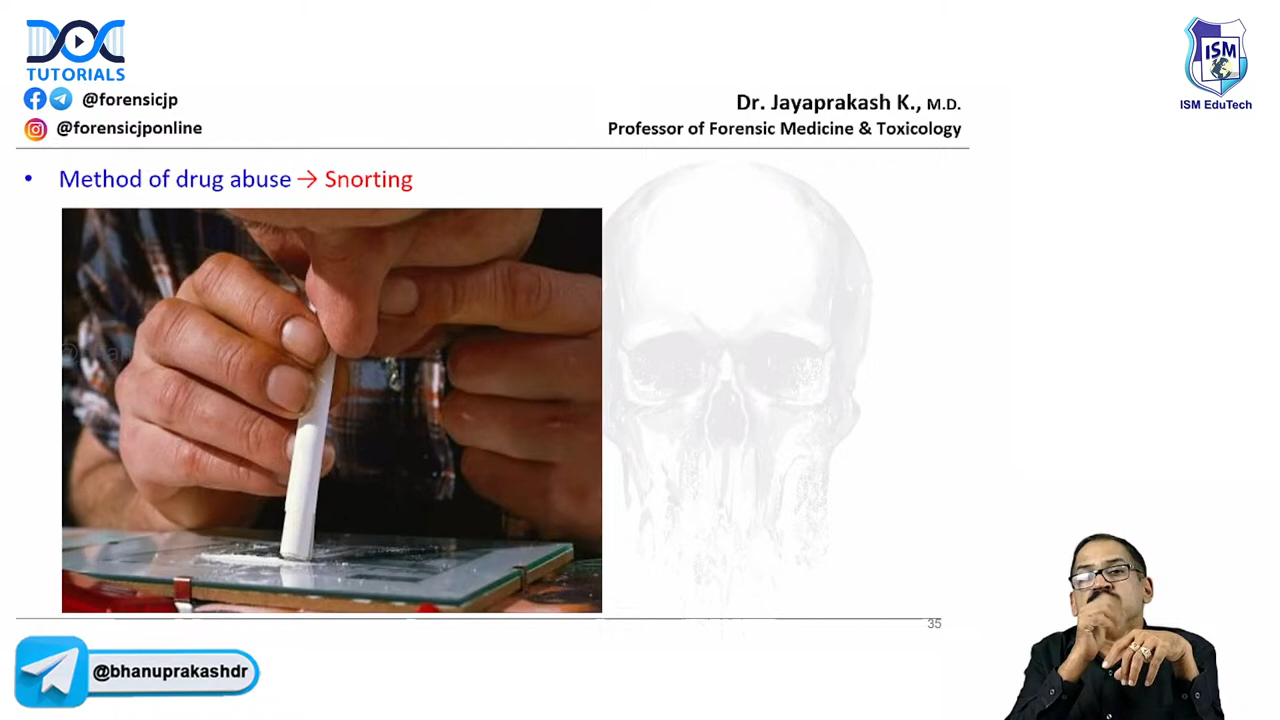 TUTORIALS
@forensicjp
@forensicjponline
Dr. Jayaprakash K., M.D.
Professor of Forensic Medicine & Toxicology
ISM
ISM EduTech
• Method of drug abuse → Snorting
35
@bhanuprakashdr